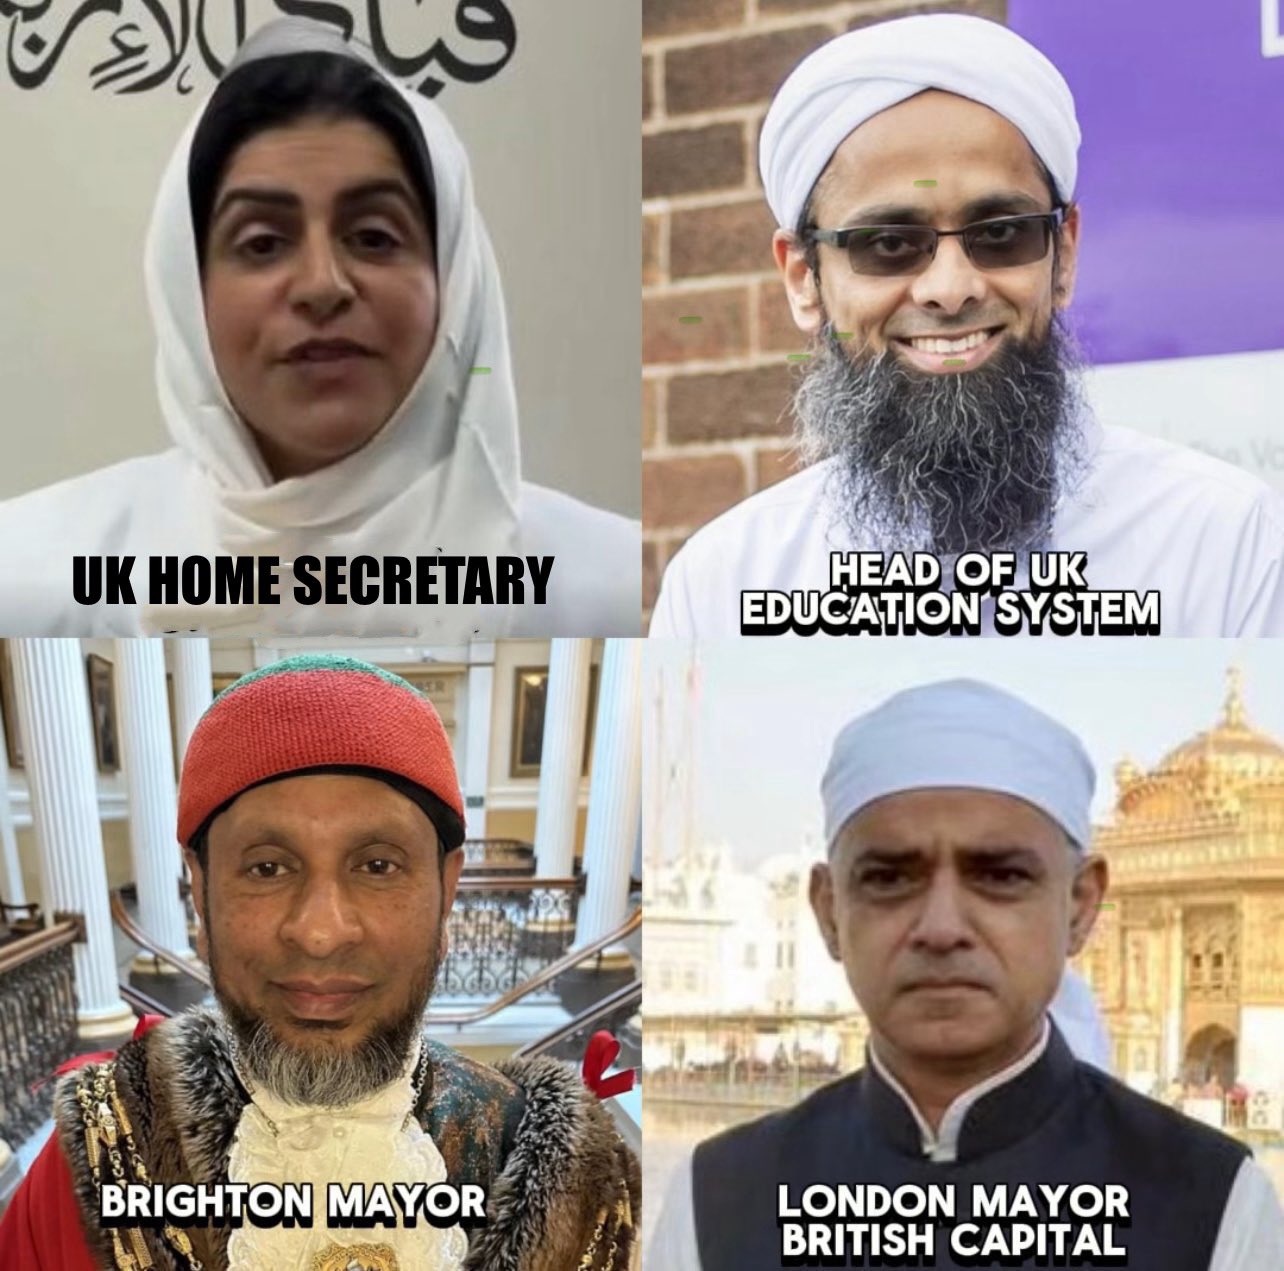 UK HOME SECRETARY
HEAD OF UK
EDUCATION SYSTEM
BRIGHTON MAYOR
LONDON MAYOR
BRITISH CAPITAL